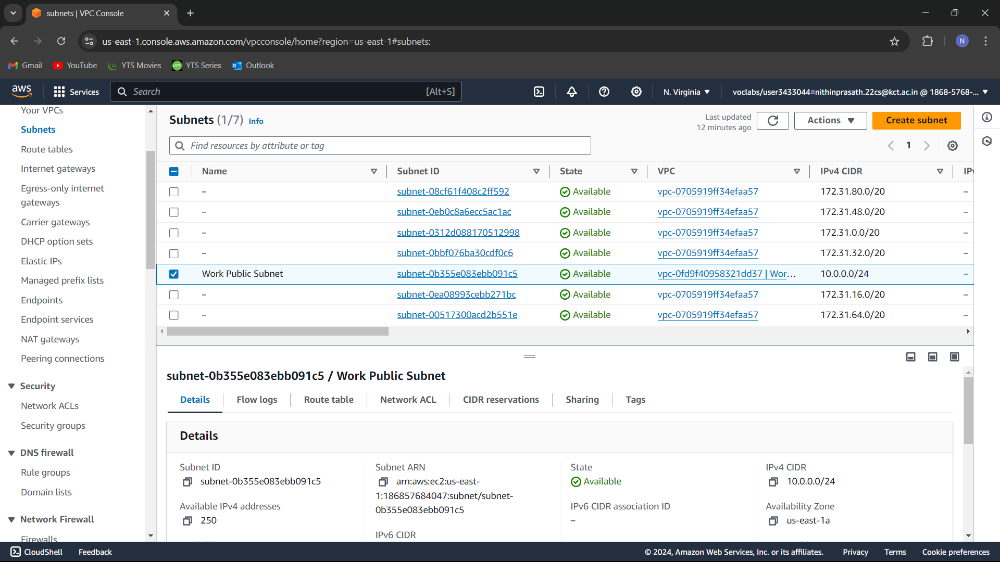 subnets | VPC Console
us-east-1.console.aws.amazon.com/vpcconsole/home?region=us-east-1#subnets:
N
Gmail YouTube YTS Movies YTS Series Outlook
aws Services Search [Alt+S] N. Virginia ▼ voclabs/user3433044=nithinprasath.22cs@kct.ac.in @ 1868-5768-... ▼
Your VPCs
Subnets
Route tables
Internet gateways
Egress-only internet
gateways
Carrier gateways
DHCP option sets
Elastic IPs
Managed prefix lists
Endpoints
Endpoint services
NAT gateways
Peering connections
Security
Network ACLs
Security groups
DNS firewall
Rule groups
Domain lists
Network Firewall
Firewalls
Subnets (1/7) Info
Last updated
12 minutes ago
Actions ▼
Create subnet
Find resources by attribute or tag
1
Name Subnet ID State VPC IPv4 CIDR
– subnet-08cf61f408c2ff592 Available vpc-0705919ff34efaa57 172.31.80.0/20 –
– subnet-0eb0c8a6ecc5ac1ac Available vpc-0705919ff34efaa57 172.31.48.0/20 –
– subnet-0312d088170512998 Available vpc-0705919ff34efaa57 172.31.0.0/20 –
– subnet-0bbf076ba30cdf0c6 Available vpc-0705919ff34efaa57 172.31.32.0/20 –
Work Public Subnet subnet-0b355e083ebb091c5 Available vpc-0fd9f40958321dd37 | Wor... 10.0.0.0/24 –
– subnet-0ea08993cebb271bc Available vpc-0705919ff34efaa57 172.31.16.0/20 –
– subnet-00517300acd2b551e Available vpc-0705919ff34efaa57 172.31.64.0/20 –
subnet-0b355e083ebb091c5 / Work Public Subnet
Details Flow logs Route table Network ACL CIDR reservations Sharing Tags
Details
Subnet ID
subnet-0b355e083ebb091c5
Available IPv4 addresses
250
Subnet ARN
arn:aws:ec2:us-east-
1:186857684047:subnet/subnet-
0b355e083ebb091c5
IPv6 CIDR
State
Available
IPv6 CIDR association ID
–
IPv4 CIDR
10.0.0.0/24
Availability Zone
us-east-1a
CloudShell Feedback © 2024, Amazon Web Services, Inc. or its affiliates. Privacy Terms Cookie preferences